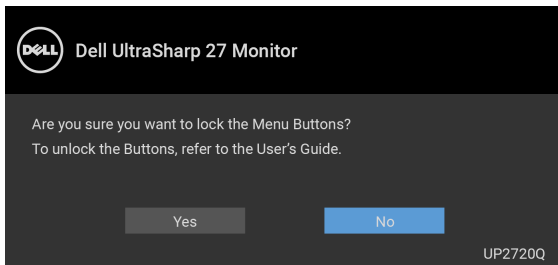 DELL
Dell UltraSharp 27 Monitor
Are you sure you want to lock the Menu Buttons?
To unlock the Buttons, refer to the User's Guide.
Yes
No
UP2720Q